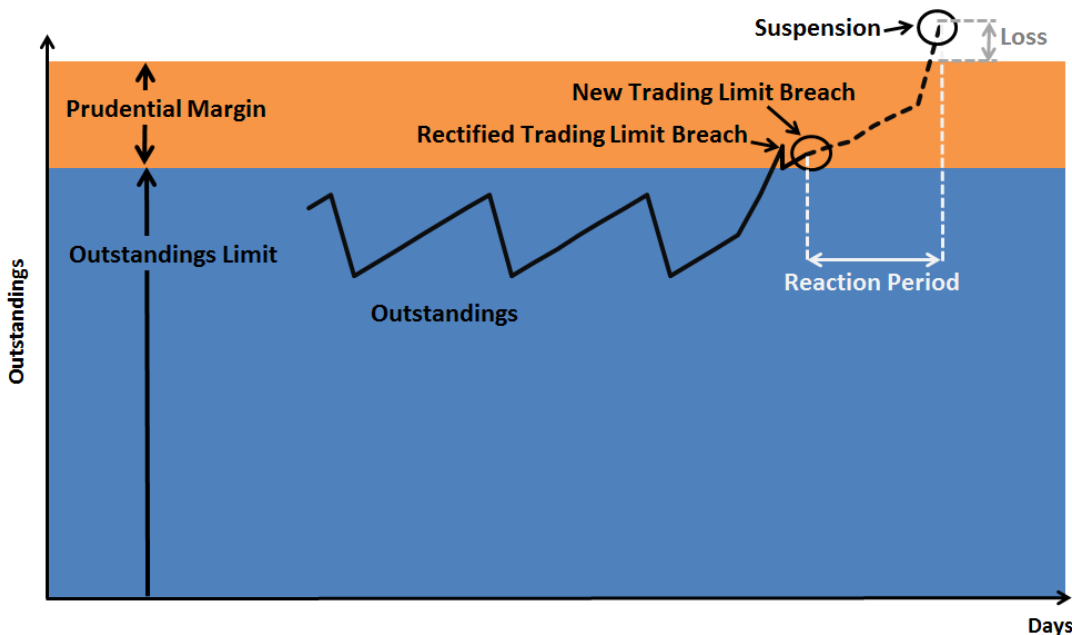 Suspension
Loss
Prudential Margin
New Trading Limit Breach
Rectified Trading Limit Breach
Outstandings Limit
Reaction Period
Outstandings
Outstandings
Days